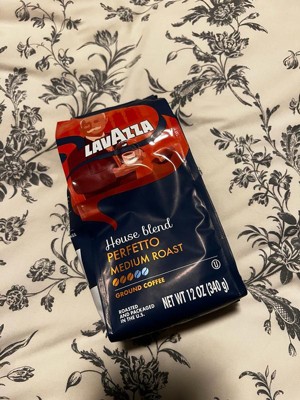 LAVAZZA
House blend
PERFETTO
MEDIUM ROAST
GROUND COFFEE
ROASTED
AND PACKAGED
IN THE U.S.
NET WT 12 OZ (340 g)